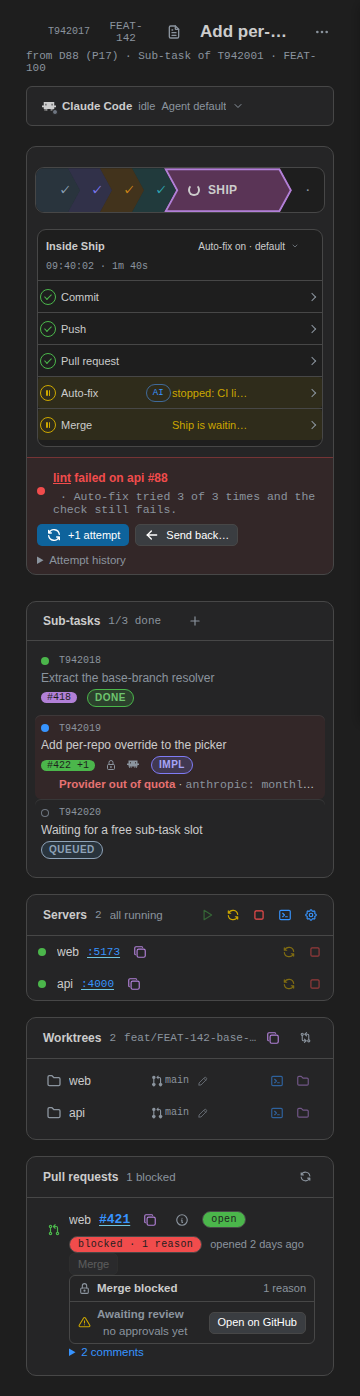 T942017 FEAT-142 Add per-…
from D88 (P17) · Sub-task of T942001 · FEAT-
100
Claude Code idle Agent default
SHIP
Inside Ship Auto-fix on · default
09:40:02 · 1m 40s
Commit
Push
Pull request
Auto-fix AI stopped: CI li…
Merge Ship is waitin…
lint failed on api #88
· Auto-fix tried 3 of 3 times and the
check still fails.
+1 attempt Send back…
Attempt history
Sub-tasks 1/3 done
T942018
Extract the base-branch resolver
#418 DONE
T942019
Add per-repo override to the picker
#422 +1 IMPL
Provider out of quota · anthropic: monthl…
T942020
Waiting for a free sub-task slot
QUEUED
Servers 2 all running
web :5173
api :4000
Worktrees 2 feat/FEAT-142-base-…
web main
api main
Pull requests 1 blocked
web #421 open
blocked · 1 reason opened 2 days ago
Merge
Merge blocked 1 reason
Awaiting review
no approvals yet
Open on GitHub
2 comments